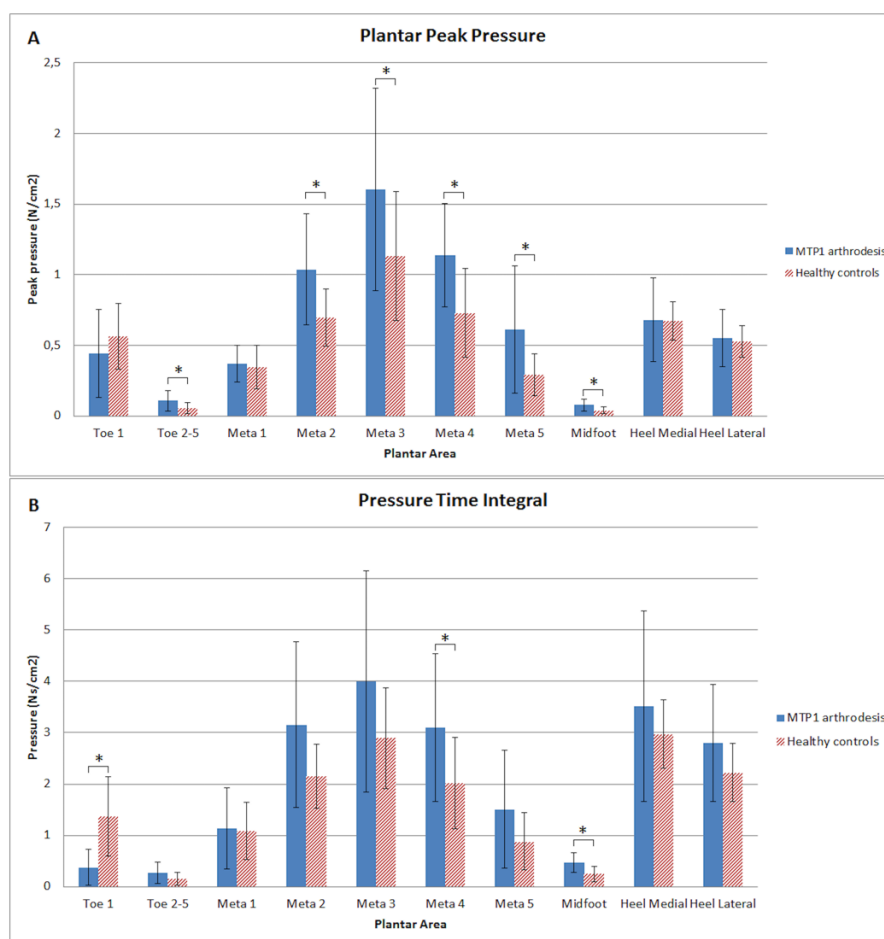 A
Plantar Peak Pressure
2,5
2
1,5
1
0,5
0
Peak pressure (N/cm2)
*
*
*
*
*
*
Toe 1 Toe 2-5 Meta 1 Meta 2 Meta 3 Meta 4 Meta 5 Midfoot Heel Medial Heel Lateral
Plantar Area
MTP1 arthrodesis
Healthy controls
B
Pressure Time Integral
7
6
5
4
3
2
1
0
Pressure (Ns/cm2)
*
*
*
Toe 1 Toe 2-5 Meta 1 Meta 2 Meta 3 Meta 4 Meta 5 Midfoot Heel Medial Heel Lateral
Plantar Area
MTP1 arthrodesis
Healthy controls